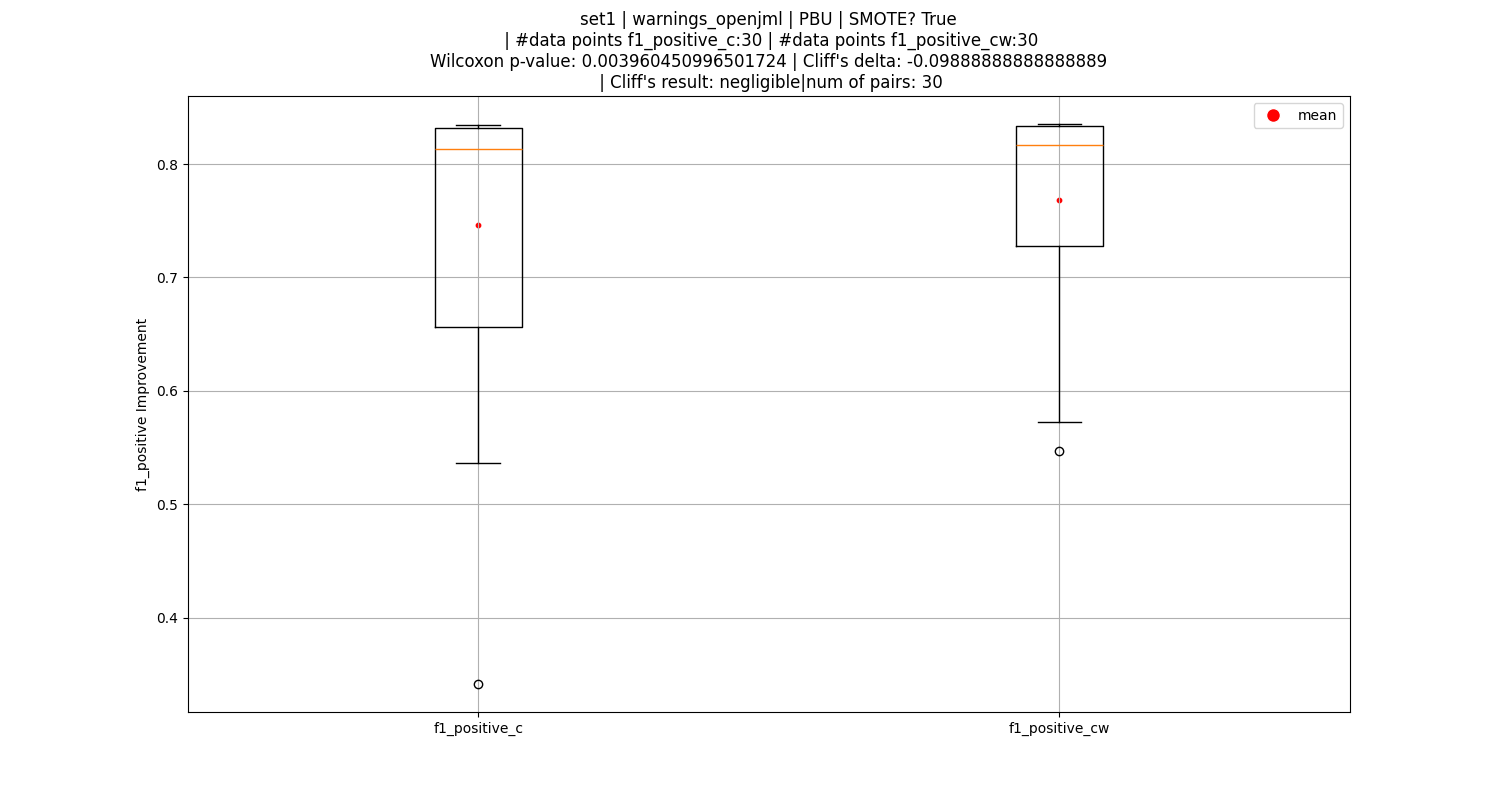 set1 | warnings_openjml | PBU | SMOTE? True
| #data points f1_positive_c:30 | #data points f1_positive_cw:30
Wilcoxon p-value: 0.003960450996501724 | Cliff's delta: -0.09888888888888889
| Cliff's result: negligible|num of pairs: 30
mean
f1_positive Improvement
0.8
0.7
0.6
0.5
0.4
f1_positive_c
f1_positive_cw